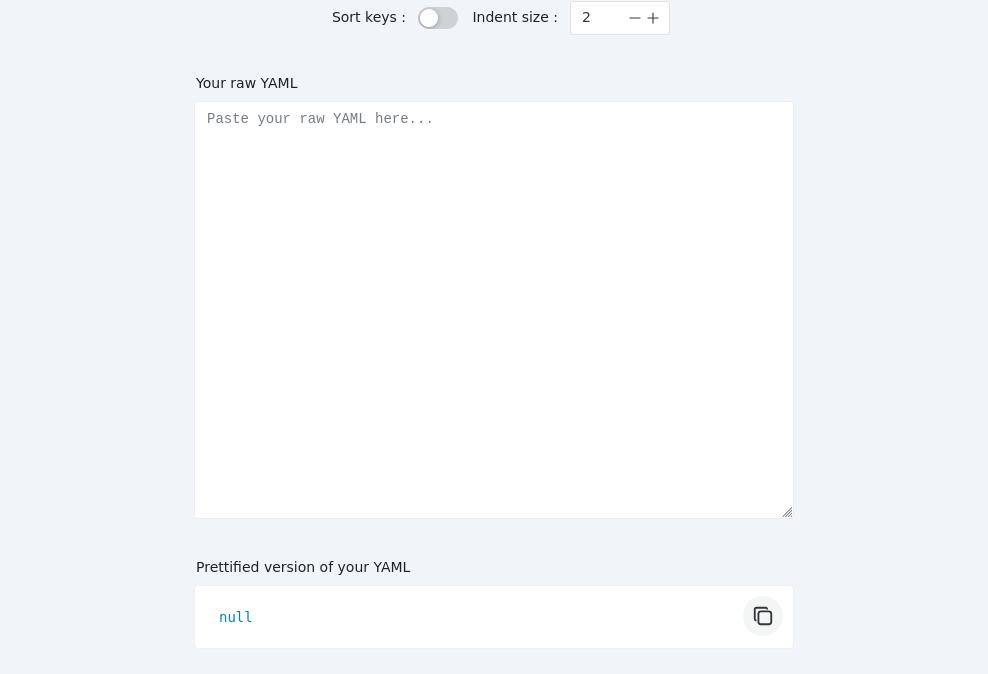 Sort keys :
Indent size :
2
Your raw YAML
Paste your raw YAML here...
Prettified version of your YAML
null